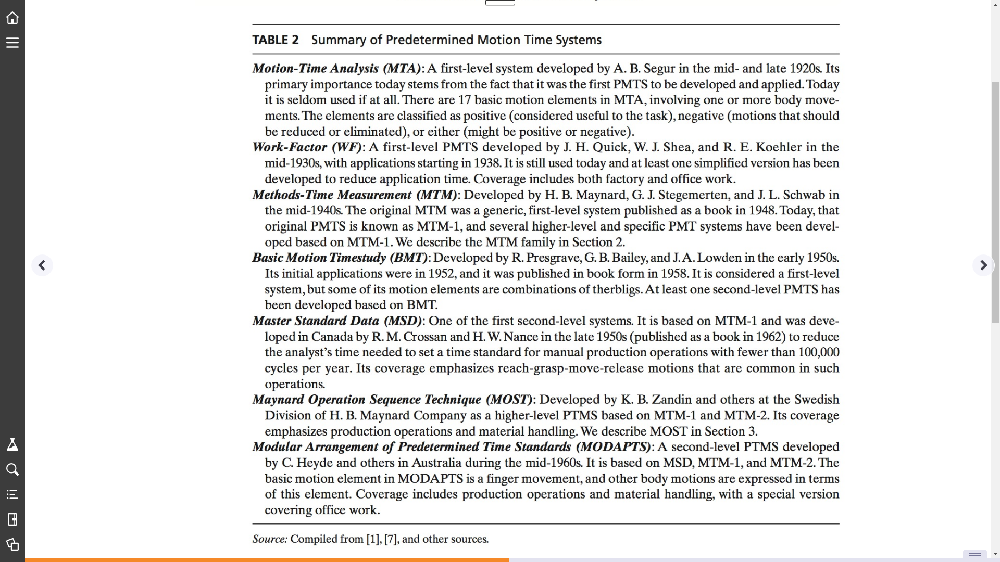 TABLE 2 Summary of Predetermined Motion Time Systems
Motion-Time Analysis (MTA): A first-level system developed by A. B. Segur in the mid- and late 1920s. Its
primary importance today stems from the fact that it was the first PMTS to be developed and applied. Today
it is seldom used if at all. There are 17 basic motion elements in MTA, involving one or more body move-
ments. The elements are classified as positive (considered useful to the task), negative (motions that should
be reduced or eliminated), or either (might be positive or negative).
Work-Factor (WF): A first-level PMTS developed by J. H. Quick, W. J. Shea, and R. E. Koehler in the
mid-1930s, with applications starting in 1938. It is still used today and at least one simplified version has been
developed to reduce application time. Coverage includes both factory and office work.
Methods-Time Measurement (MTM): Developed by H. B. Maynard, G. J. Stegemerten, and J. L. Schwab in
the mid-1940s. The original MTM was a generic, first-level system published as a book in 1948. Today, that
original PMTS is known as MTM-1, and several higher-level and specific PMT systems have been devel-
oped based on MTM-1. We describe the MTM family in Section 2.
Basic Motion Timestudy (BMT): Developed by R. Presgrave, G. B. Bailey, and J. A. Lowden in the early 1950s.
Its initial applications were in 1952, and it was published in book form in 1958. It is considered a first-level
system, but some of its motion elements are combinations of therbligs. At least one second-level PMTS has
been developed based on BMT.
Master Standard Data (MSD): One of the first second-level systems. It is based on MTM-1 and was deve-
loped in Canada by R. M. Crossan and H. W. Nance in the late 1950s (published as a book in 1962) to reduce
the analyst's time needed to set a time standard for manual production operations with fewer than 100,000
cycles per year. Its coverage emphasizes reach-grasp-move-release motions that are common in such
operations.
Maynard Operation Sequence Technique (MOST): Developed by K. B. Zandin and others at the Swedish
Division of H. B. Maynard Company as a higher-level PTMS based on MTM-1 and MTM-2. Its coverage
emphasizes production operations and material handling. We describe MOST in Section 3.
Modular Arrangement of Predetermined Time Standards (MODAPTS): A second-level PTMS developed
by C. Heyde and others in Australia during the mid-1960s. It is based on MSD, MTM-1, and MTM-2. The
basic motion element in MODAPTS is a finger movement, and other body motions are expressed in terms
of this element. Coverage includes production operations and material handling, with a special version
covering office work.
Source: Compiled from [1], [7], and other sources.